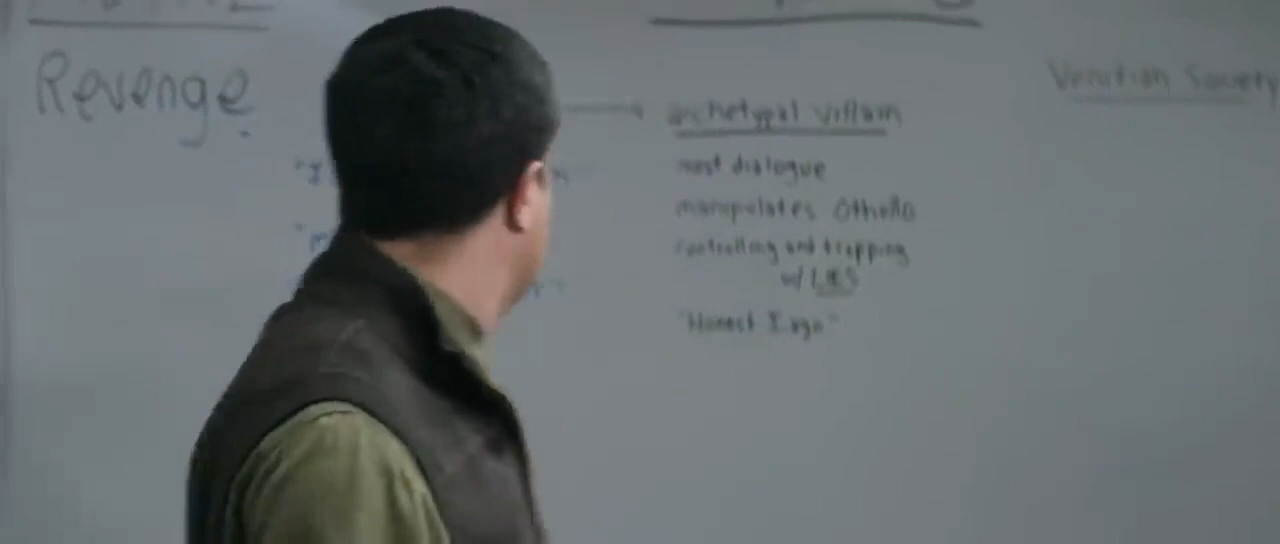 Revenge
archetypal villain
most dialogue
manipulates Othello
controlling and trapping
w/ LIES
"Honest Iago"
Venetian Society